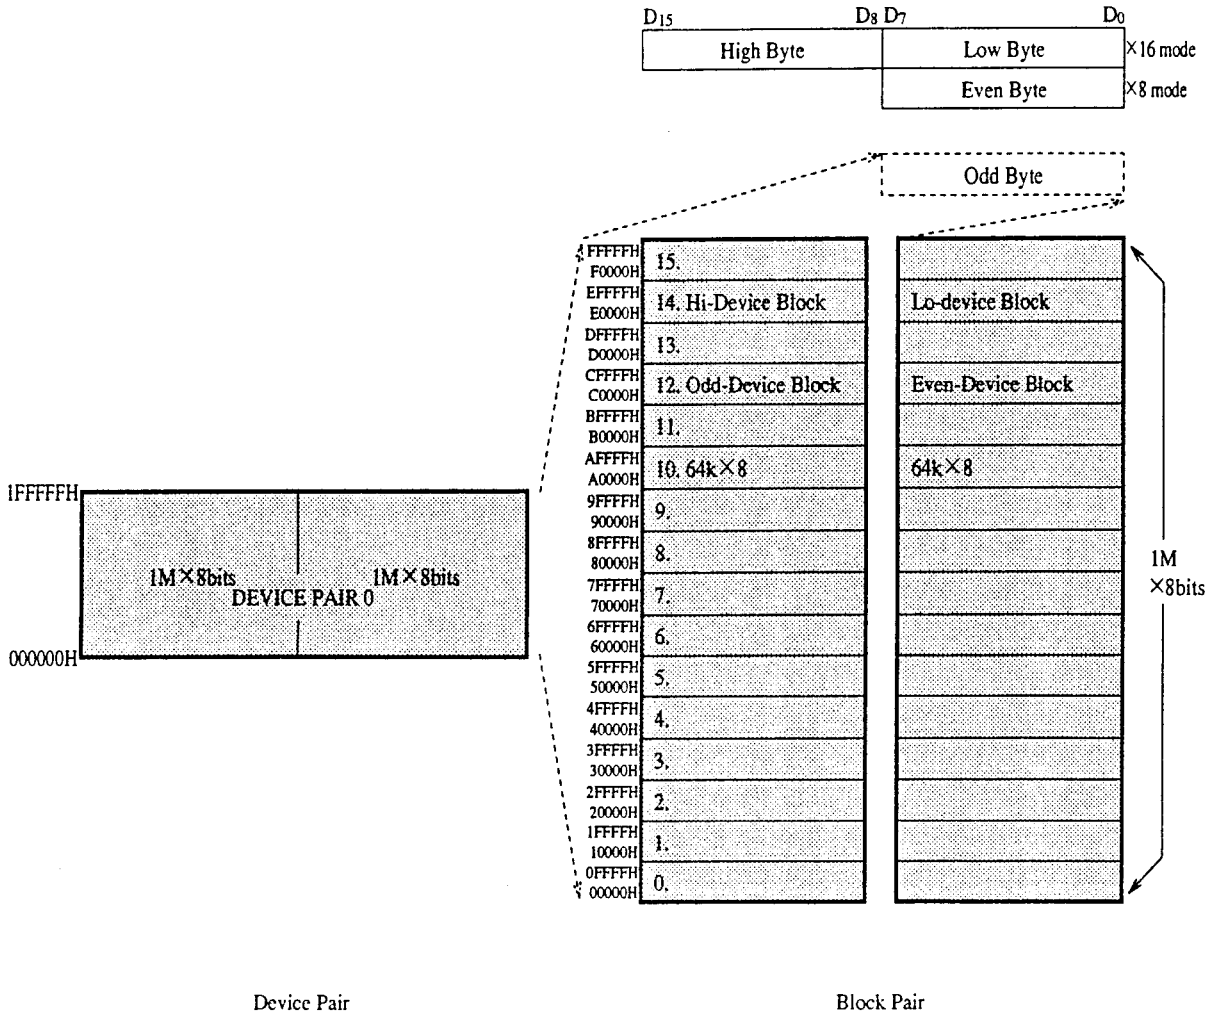 D15 D8 D7 D0
High Byte Low Byte ×16 mode
Even Byte ×8 mode
Odd Byte
FFFFFH
F0000H
15.
EFFFFH
E0000H
14. Hi-Device Block Lo-device Block
DFFFFH
D0000H
13.
CFFFFH
C0000H
12. Odd-Device Block Even-Device Block
BFFFFH
B0000H
11.
AFFFFH
A0000H
10. 64k×8 64k×8
9FFFFH
90000H
9.
8FFFFH
80000H
8.
7FFFFH
70000H
7.
6FFFFH
60000H
6.
5FFFFH
50000H
5.
4FFFFH
40000H
4.
3FFFFH
30000H
3.
2FFFFH
20000H
2.
1FFFFH
10000H
1.
0FFFFH
00000H
0.
1M
×8bits
1FFFFFH
1M×8bits 1M×8bits
DEVICE PAIR 0
000000H
Device Pair Block Pair